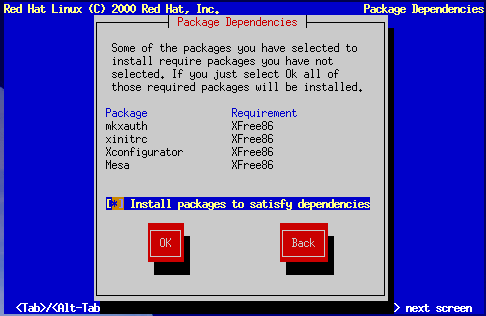 Red Hat Linux (C) 2000 Red Hat, Inc. Package Dependencies
Package Dependencies
Some of the packages you have selected to
install require packages you have not
selected. If you just select Ok all of
those required packages will be installed.
Package Requirement
mkxauth XFree86
xinitrc XFree86
Xconfigurator XFree86
Mesa XFree86
[* Install packages to satisfy dependencies
OK Back
<Tab>/<Alt-Tab > next screen